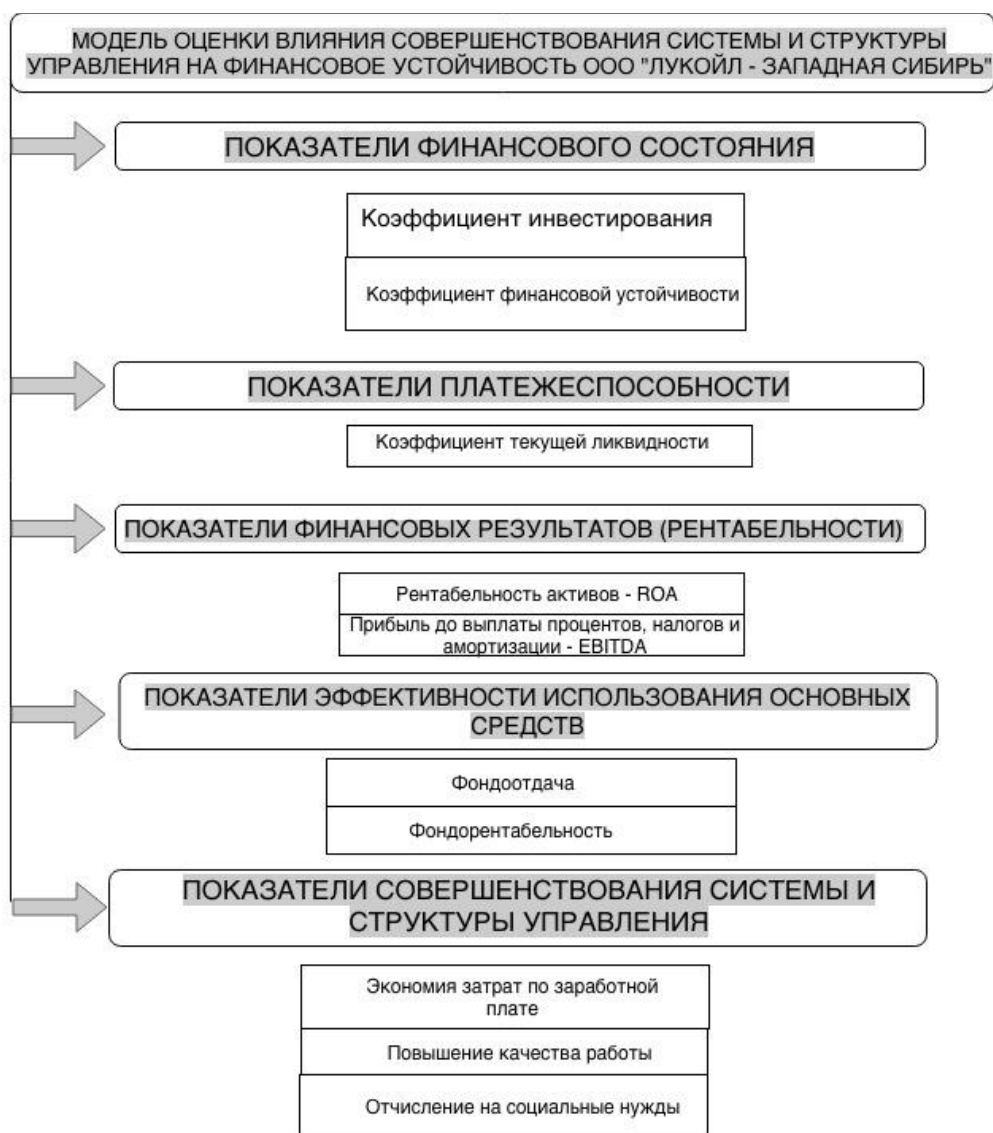 МОДЕЛЬ ОЦЕНКИ ВЛИЯНИЯ СОВЕРШЕНСТВОВАНИЯ СИСТЕМЫ И СТРУКТУРЫ
УПРАВЛЕНИЯ НА ФИНАНСОВОЕ УСТОЙЧИВОСТЬ ООО "ЛУКОЙЛ - ЗАПАДНАЯ СИБИРЬ"
ПОКАЗАТЕЛИ ФИНАНСОВОГО СОСТОЯНИЯ
Коэффициент инвестирования
Коэффициент финансовой устойчивости
ПОКАЗАТЕЛИ ПЛАТЕЖЕСПОСОБНОСТИ
Коэффициент текущей ликвидности
ПОКАЗАТЕЛИ ФИНАНСОВЫХ РЕЗУЛЬТАТОВ (РЕНТАБЕЛЬНОСТИ)
Рентабельность активов - ROA
Прибыль до выплаты процентов, налогов и
амортизации - EBITDA
ПОКАЗАТЕЛИ ЭФФЕКТИВНОСТИ ИСПОЛЬЗОВАНИЯ ОСНОВНЫХ
СРЕДСТВ
Фондоотдача
Фондорентабельность
ПОКАЗАТЕЛИ СОВЕРШЕНСТВОВАНИЯ СИСТЕМЫ И
СТРУКТУРЫ УПРАВЛЕНИЯ
Экономия затрат по заработной
плате
Повышение качества работы
Отчисление на социальные нужды